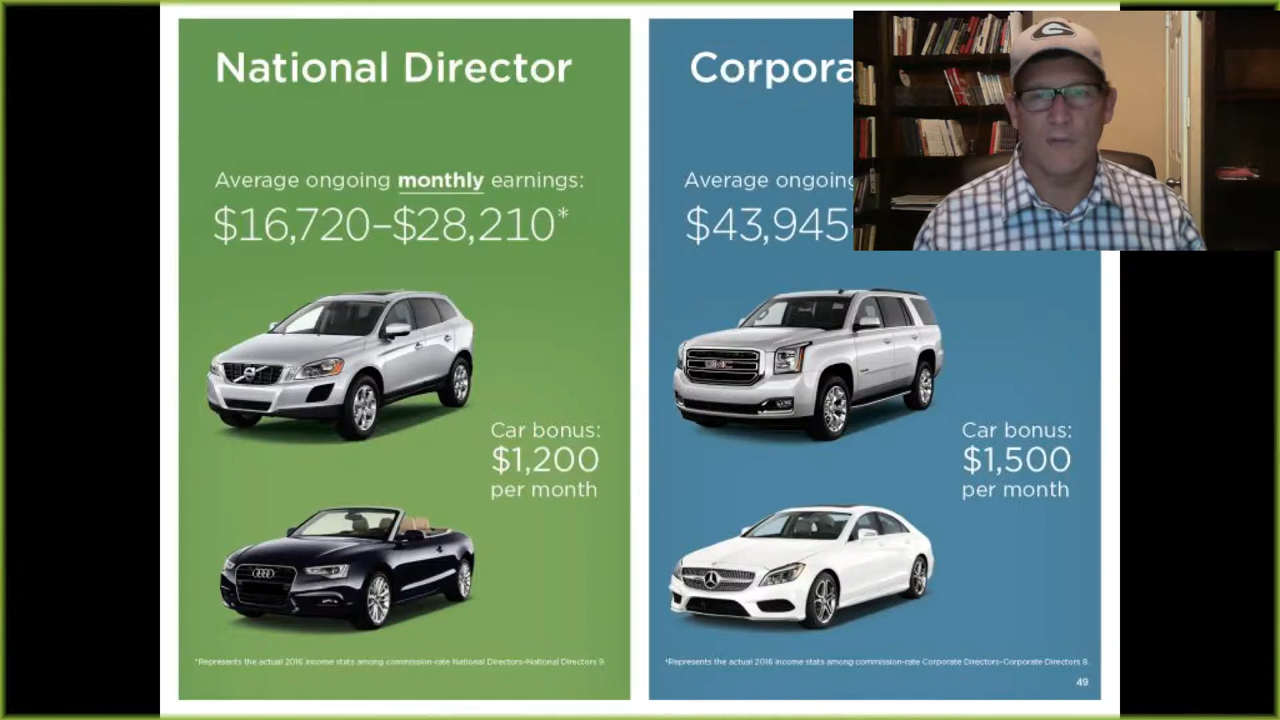 National Director
Average ongoing monthly earnings:
$16,720–$28,210*
Car bonus:
$1,200
per month
*Represents the actual 2016 income stats among commission-rate National Directors-National Directors 9.
Corpora
Average ongoing
$43,945
Car bonus:
$1,500
per month
GMC
*Represents the actual 2016 income stats among commission-rate Corporate Directors-Corporate Directors 8.
49
G